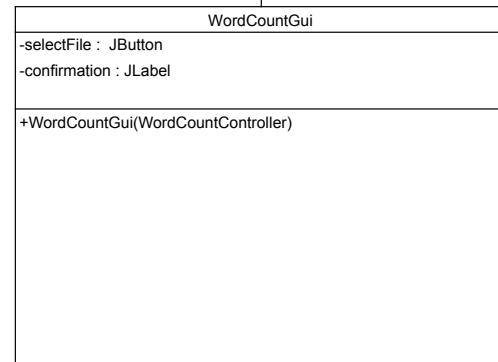 WordCountGui
-selectFile :  JButton
-confirmation : JLabel
+WordCountGui(WordCountController)